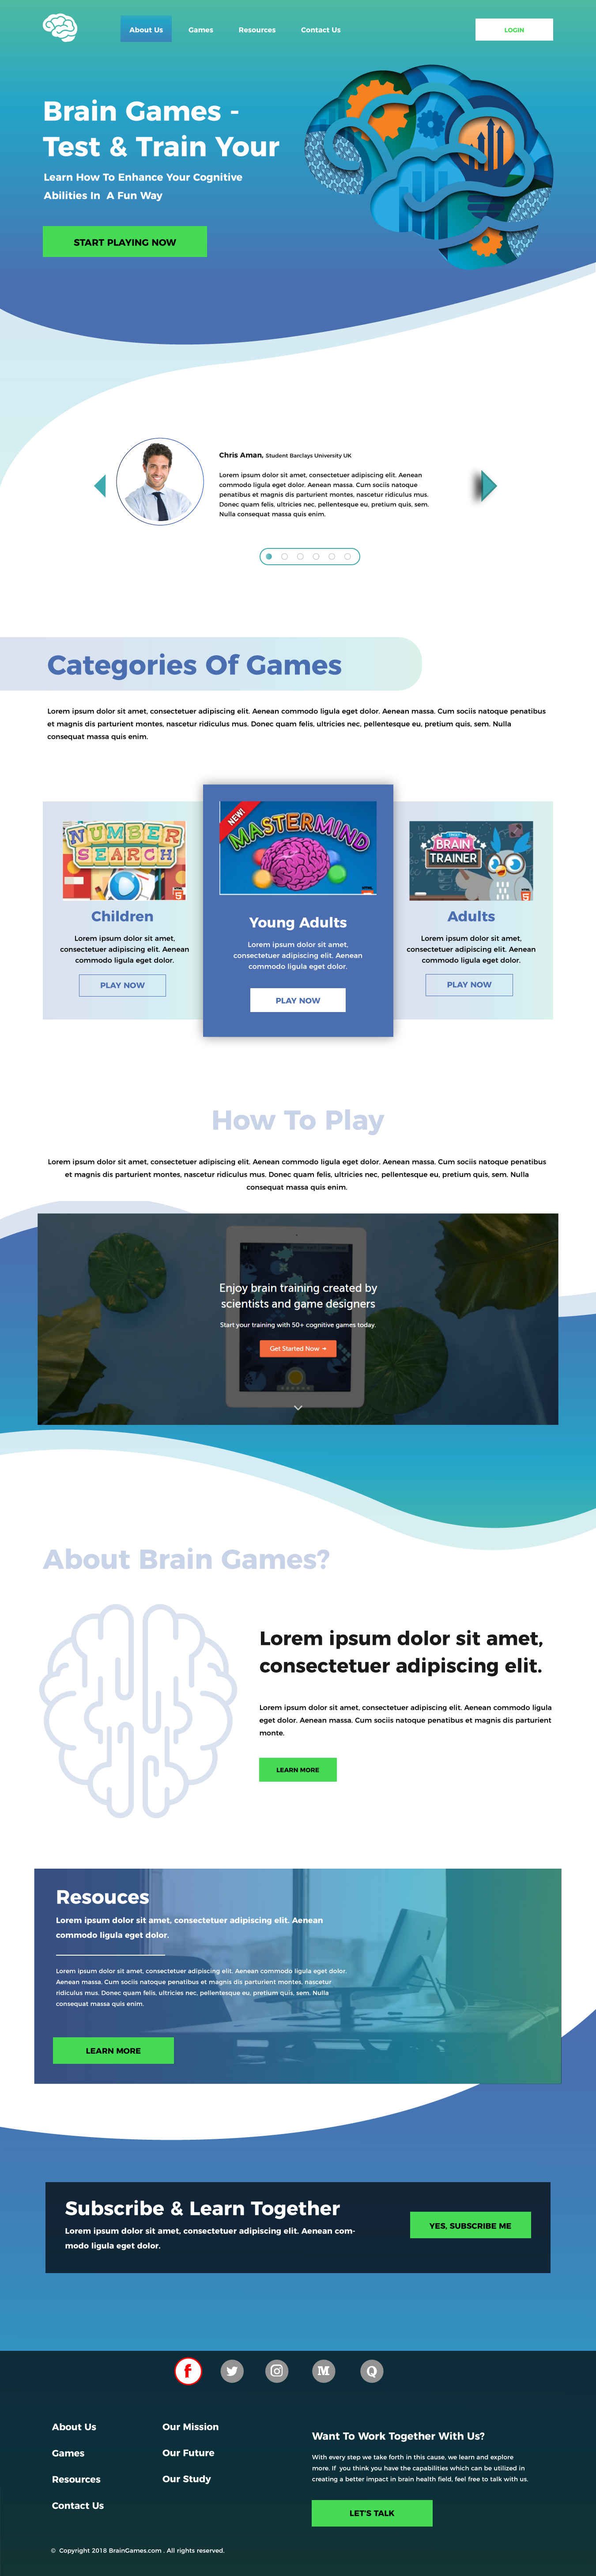 About Us
Games
Resources
Contact Us
LOGIN
Brain Games -
Test & Train Your
Learn How To Enhance Your Cognitive
Abilities In A Fun Way
START PLAYING NOW
Chris Aman, Student Barclays University UK
Lorem ipsum dolor sit amet, consectetuer adipiscing elit. Aenean
commodo ligula eget dolor. Aenean massa. Cum sociis natoque
penatibus et magnis dis parturient montes, nascetur ridiculus mus.
Donec quam felis, ultricies nec, pellentesque eu, pretium quis, sem.
Nulla consequat massa quis enim.
Categories Of Games
Lorem ipsum dolor sit amet, consectetuer adipiscing elit. Aenean commodo ligula eget dolor. Aenean massa. Cum sociis natoque penatibus
et magnis dis parturient montes, nascetur ridiculus mus. Donec quam felis, ultricies nec, pellentesque eu, pretium quis, sem. Nulla
consequat massa quis enim.
NUMBER
SEARCH
Children
Lorem ipsum dolor sit amet,
consectetuer adipiscing elit. Aenean
commodo ligula eget dolor.
PLAY NOW
NEW!
MASTERMIND
Young Adults
Lorem ipsum dolor sit amet,
consectetuer adipiscing elit. Aenean
commodo ligula eget dolor.
PLAY NOW
BRAIN
TRAINER
Adults
Lorem ipsum dolor sit amet,
consectetuer adipiscing elit. Aenean
commodo ligula eget dolor.
PLAY NOW
How To Play
Lorem ipsum dolor sit amet, consectetuer adipiscing elit. Aenean commodo ligula eget dolor. Aenean massa. Cum sociis natoque penatibus
et magnis dis parturient montes, nascetur ridiculus mus. Donec quam felis, ultricies nec, pellentesque eu, pretium quis, sem. Nulla
consequat massa quis enim.
Enjoy brain training created by
scientists and game designers
Start your training with 50+ cognitive games today.
Get Started Now →
About Brain Games?
Lorem ipsum dolor sit amet,
consectetuer adipiscing elit.
Lorem ipsum dolor sit amet, consectetuer adipiscing elit. Aenean commodo ligula
eget dolor. Aenean massa. Cum sociis natoque penatibus et magnis dis parturient
monte.
LEARN MORE
Resouces
Lorem ipsum dolor sit amet, consectetuer adipiscing elit. Aenean
commodo ligula eget dolor.
Lorem ipsum dolor sit amet, consectetuer adipiscing elit. Aenean commodo ligula eget dolor.
Aenean massa. Cum sociis natoque penatibus et magnis dis parturient montes, nascetur
ridiculus mus. Donec quam felis, ultricies nec, pellentesque eu, pretium quis, sem. Nulla
consequat massa quis enim.
LEARN MORE
Subscribe & Learn Together
Lorem ipsum dolor sit amet, consectetuer adipiscing elit. Aenean com-
modo ligula eget dolor.
YES, SUBSCRIBE ME
f
M
Q
About Us
Games
Resources
Contact Us
Our Mission
Our Future
Our Study
Want To Work Together With Us?
With every step we take forth in this cause, we learn and explore
more. If you think you have the capabilities which can be utilized in
creating a better impact in brain health field, feel free to talk with us.
LET'S TALK
© Copyright 2018 BrainGames.com . All rights reserved.